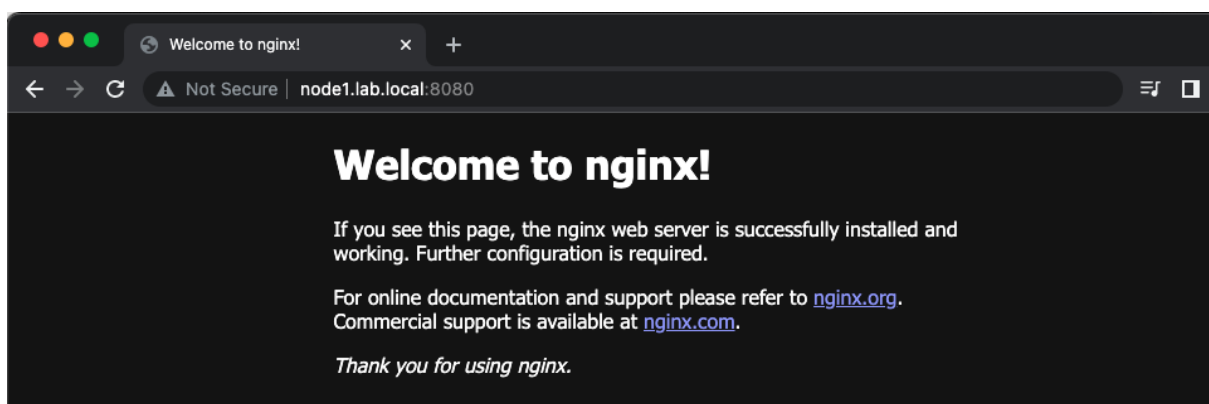 Welcome to nginx!
Not Secure | node1.lab.local:8080
Welcome to nginx!
If you see this page, the nginx web server is successfully installed and
working. Further configuration is required.
For online documentation and support please refer to nginx.org.
Commercial support is available at nginx.com.
Thank you for using nginx.